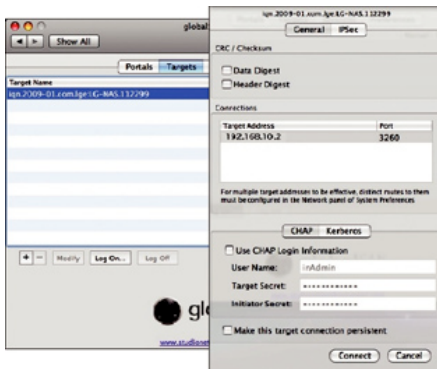 global
Show All
Portals Targets
Target Name
iqn.2009-01.com.lge:LG-NAS.112299
+ - Modify Log On... Log Off
www.studionet
iqn.2009-01.com.lge:LG-NAS.112299
General IPSec
CRC / Checksum
Data Digest
Header Digest
Connections
Target Address Port
192.168.10.2 3260
For multiple target addresses to be effective, distinct routes to them
must be configured in the Network panel of System Preferences
CHAP Kerberos
Use CHAP Login Information
User Name:
Target Secret:
Initiator Secret:
Make this target connection persistent
Connect Cancel